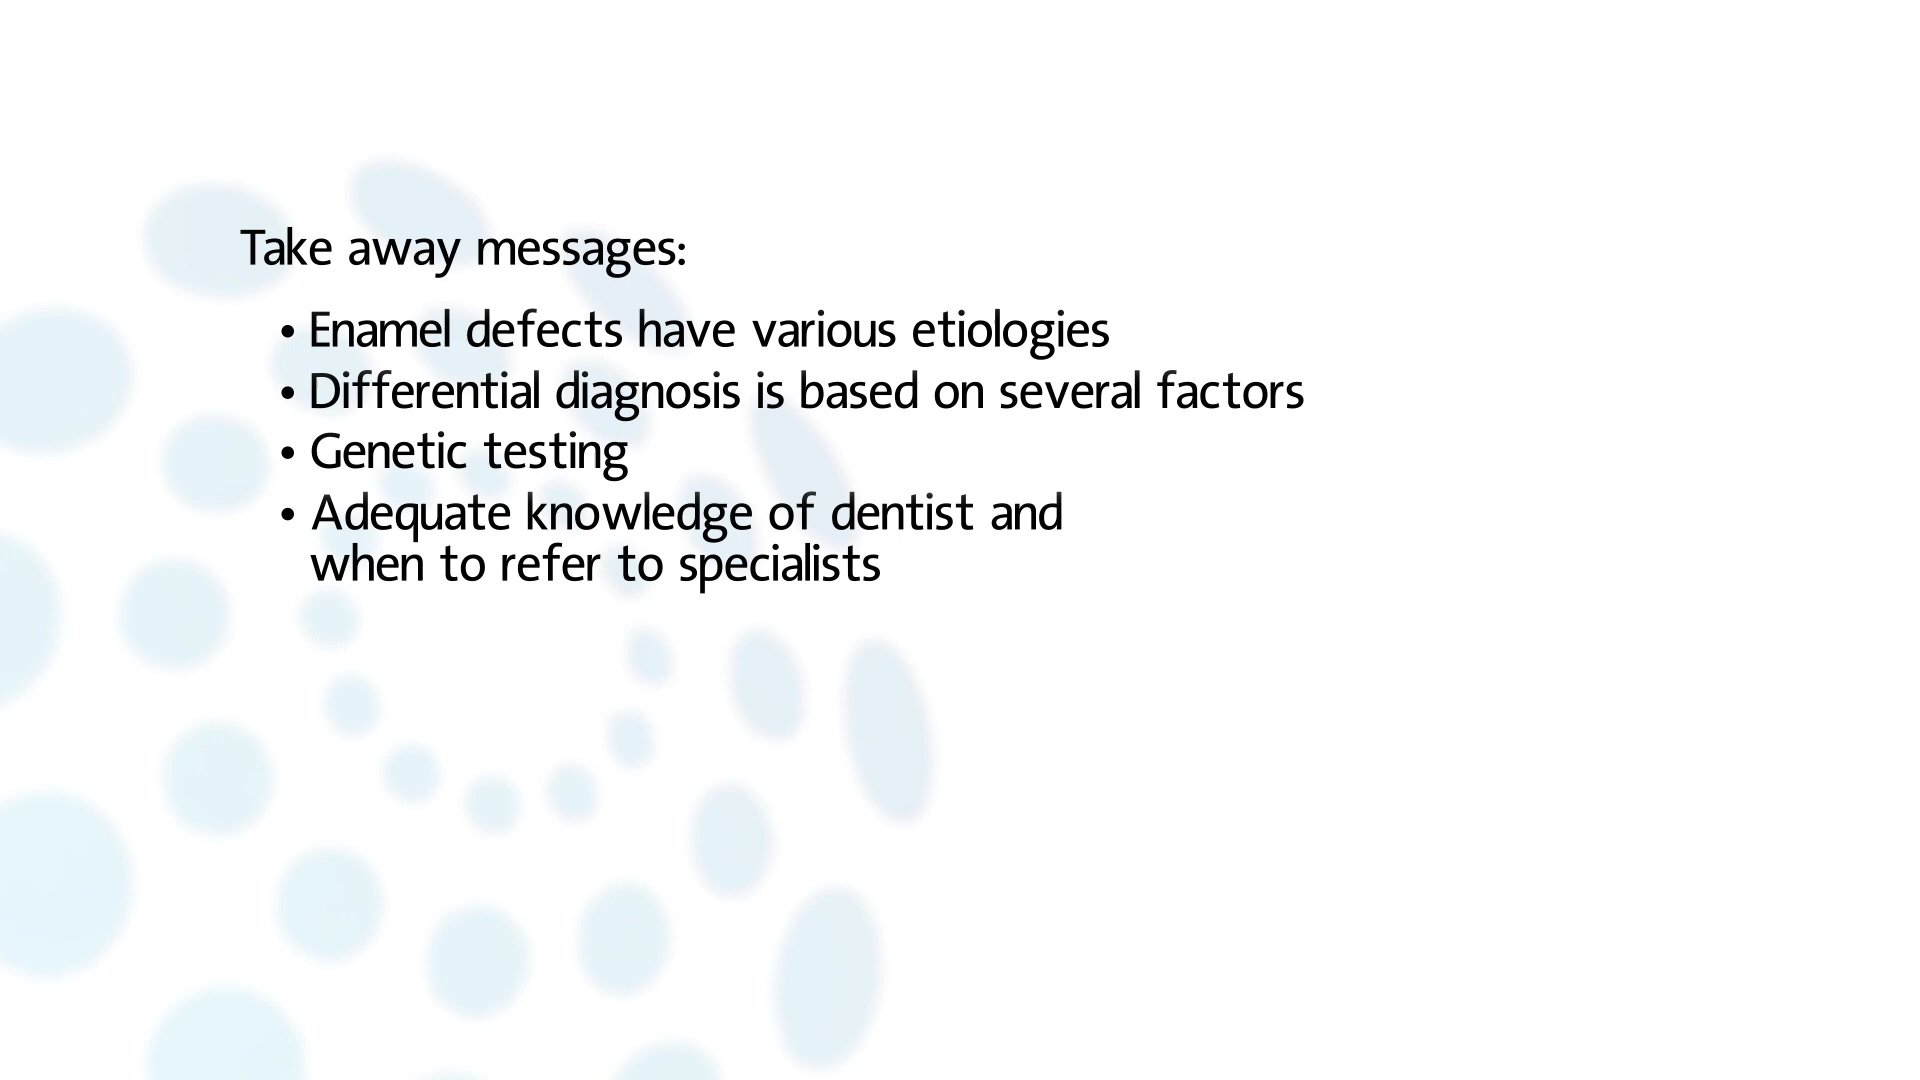 Take away messages:
• Enamel defects have various etiologies
• Differential diagnosis is based on several factors
• Genetic testing
• Adequate knowledge of dentist and
when to refer to specialists